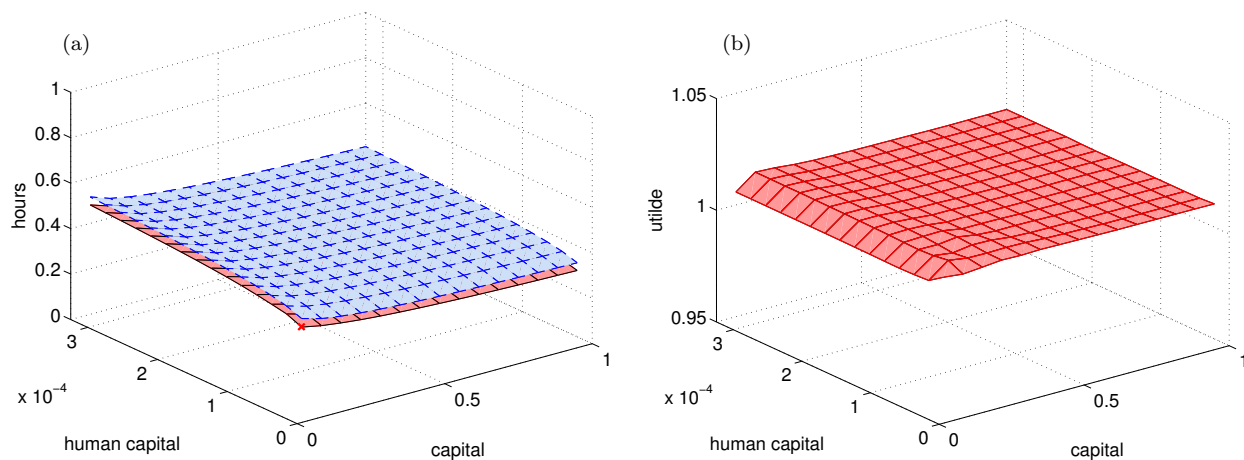 (a)
1
0.8
0.6
0.4
0.2
0
hours
3
2
1
0
x 10⁻⁴
human capital
0
0.5
1
capital
(b)
1.05
1
0.95
utilde
3
2
1
0
x 10⁻⁴
human capital
0
0.5
1
capital